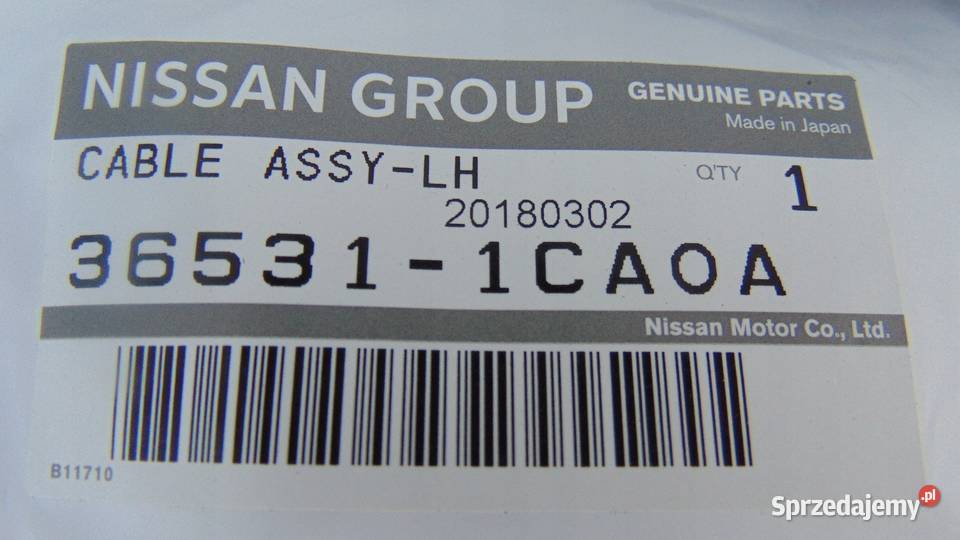 NISSAN GROUP GENUINE PARTS
Made in Japan
CABLE ASSY-LH Q'TY 1
20180302
36531-1CA0A
Nissan Motor Co., Ltd.
B11710
Sprzedajemy.pl